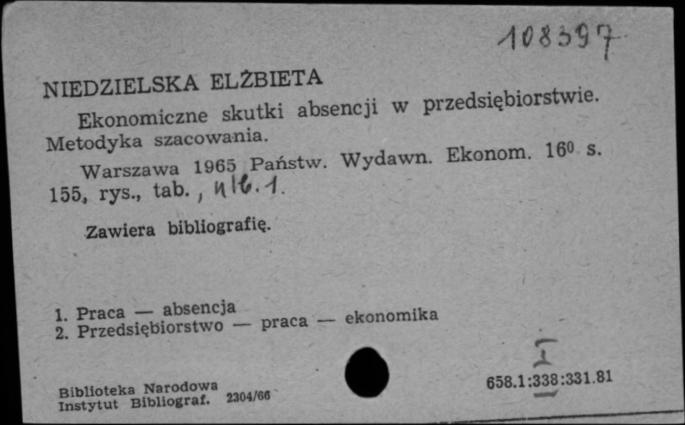 108397
NIEDZIELSKA ELŻBIETA
Ekonomiczne skutki absencji w przedsiębiorstwie.
Metodyka szacowania.
Warszawa 1965 Państw. Wydawn. Ekonom. 16⁰ s.
155, rys., tab., nlb. 1.
Zawiera bibliografię.
1. Praca — absencja
2. Przedsiębiorstwo — praca — ekonomika
I
Biblioteka Narodowa
Instytut Bibliograf. 2304/66
658.1:338:331.81